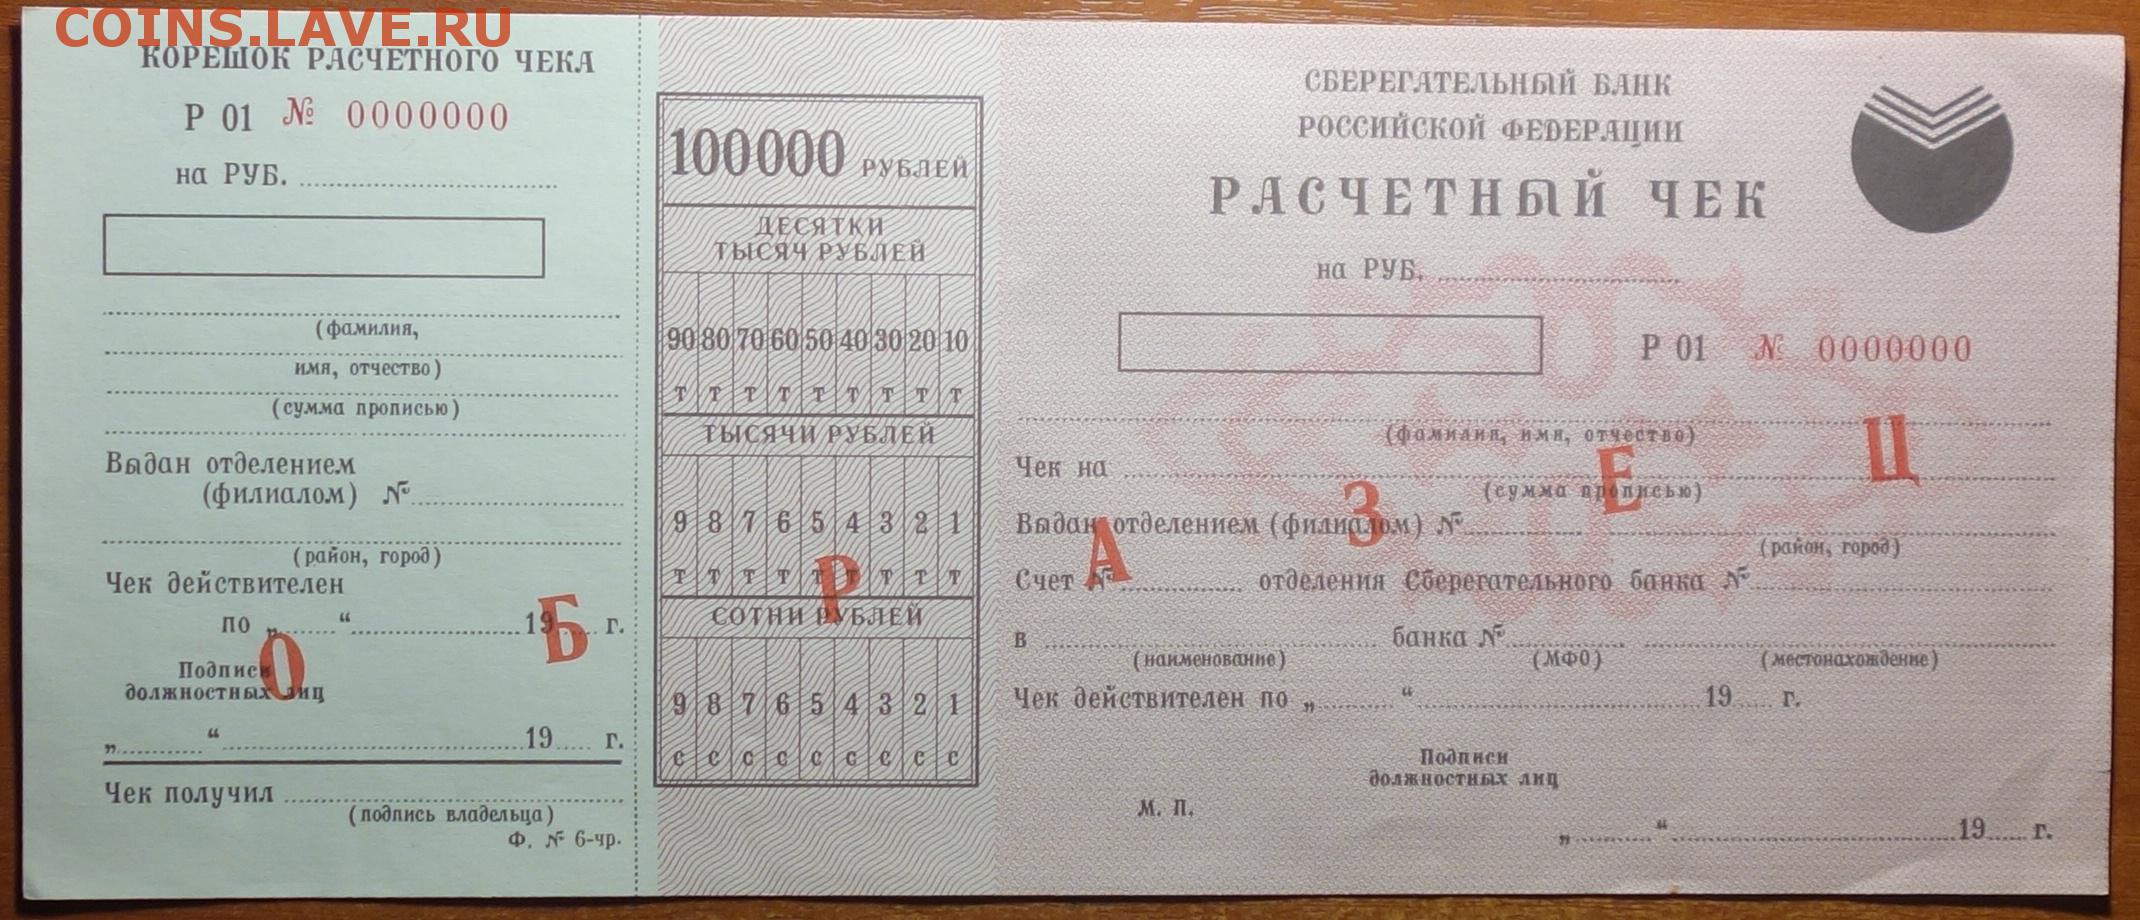 COINS.LAVE.RU
КОРЕШОК РАСЧЕТНОГО ЧЕКА
Р 01 № 0000000
на РУБ.
(фамилия,
имя, отчество)
(сумма прописью)
Выдан отделением
(филиалом) №
(район, город)
Чек действителен
по „ “ 19 г.
Подписи
должностных лиц
„ “ 19 г.
Чек получил
(подпись владельца)
Ф. № 6-чр.
100000 РУБЛЕЙ
ДЕСЯТКИ
ТЫСЯЧ РУБЛЕЙ
90 80 70 60 50 40 30 20 10
Т Т Т Т Т Т Т Т Т
ТЫСЯЧИ РУБЛЕЙ
9 8 7 6 5 4 3 2 1
Т Т Т Т Т Т Т Т Т
СОТНИ РУБЛЕЙ
9 8 7 6 5 4 3 2 1
С С С С С С С С С
СБЕРЕГАТЕЛЬНЫЙ БАНК
РОССИЙСКОЙ ФЕДЕРАЦИИ
РАСЧЕТНЫЙ ЧЕК
на РУБ.
Р 01 № 0000000
(фамилия, имя, отчество)
Чек на
(сумма прописью)
Выдан отделением (филиалом) №
(район, город)
Счет № отделения Сберегательного банка №
в банка №
(наименование) (МФО) (местонахождение)
Чек действителен по „ “ 19 г.
Подписи
должностных лиц
М. П.
„ “ 19 г.
ОБРАЗЕЦ